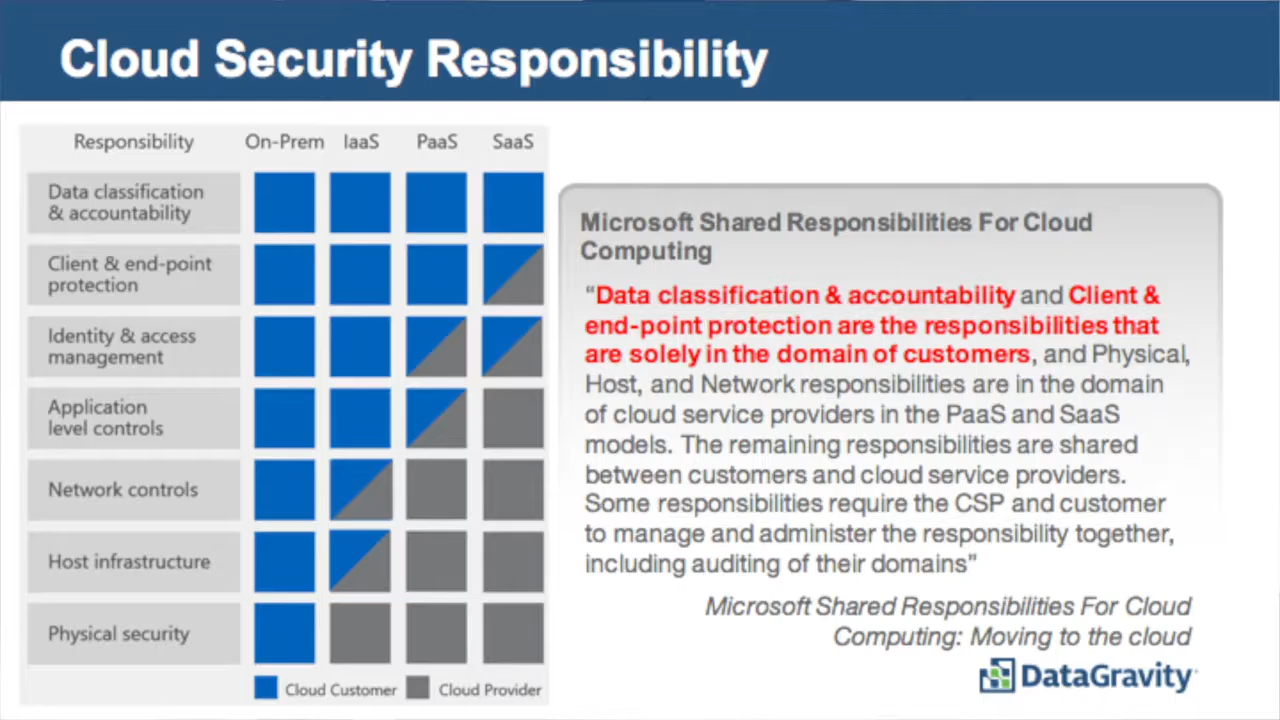 Cloud Security Responsibility
Responsibility On-Prem IaaS PaaS SaaS
Data classification
& accountability
Client & end-point
protection
Identity & access
management
Application
level controls
Network controls
Host infrastructure
Physical security
Cloud Customer Cloud Provider
Microsoft Shared Responsibilities For Cloud
Computing
“Data classification & accountability and Client &
end-point protection are the responsibilities that
are solely in the domain of customers, and Physical,
Host, and Network responsibilities are in the domain
of cloud service providers in the PaaS and SaaS
models. The remaining responsibilities are shared
between customers and cloud service providers.
Some responsibilities require the CSP and customer
to manage and administer the responsibility together,
including auditing of their domains”
Microsoft Shared Responsibilities For Cloud
Computing: Moving to the cloud
DataGravity